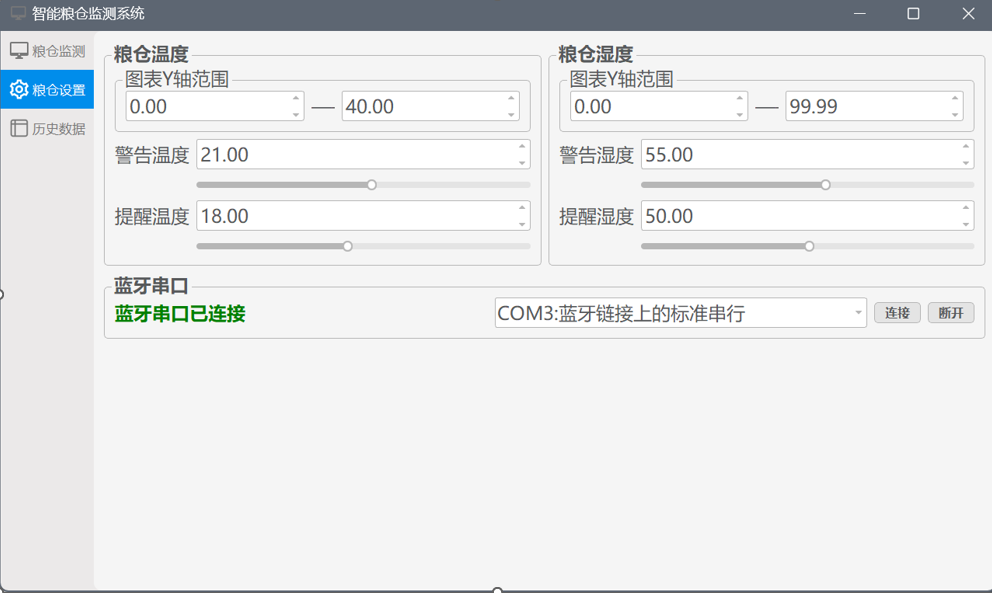 智能粮仓监测系统
粮仓监测
粮仓设置
历史数据
粮仓温度
图表Y轴范围
0.00 — 40.00
警告温度 21.00
提醒温度 18.00
粮仓湿度
图表Y轴范围
0.00 — 99.99
警告湿度 55.00
提醒湿度 50.00
蓝牙串口
蓝牙串口已连接 COM3:蓝牙链接上的标准串行 连接 断开